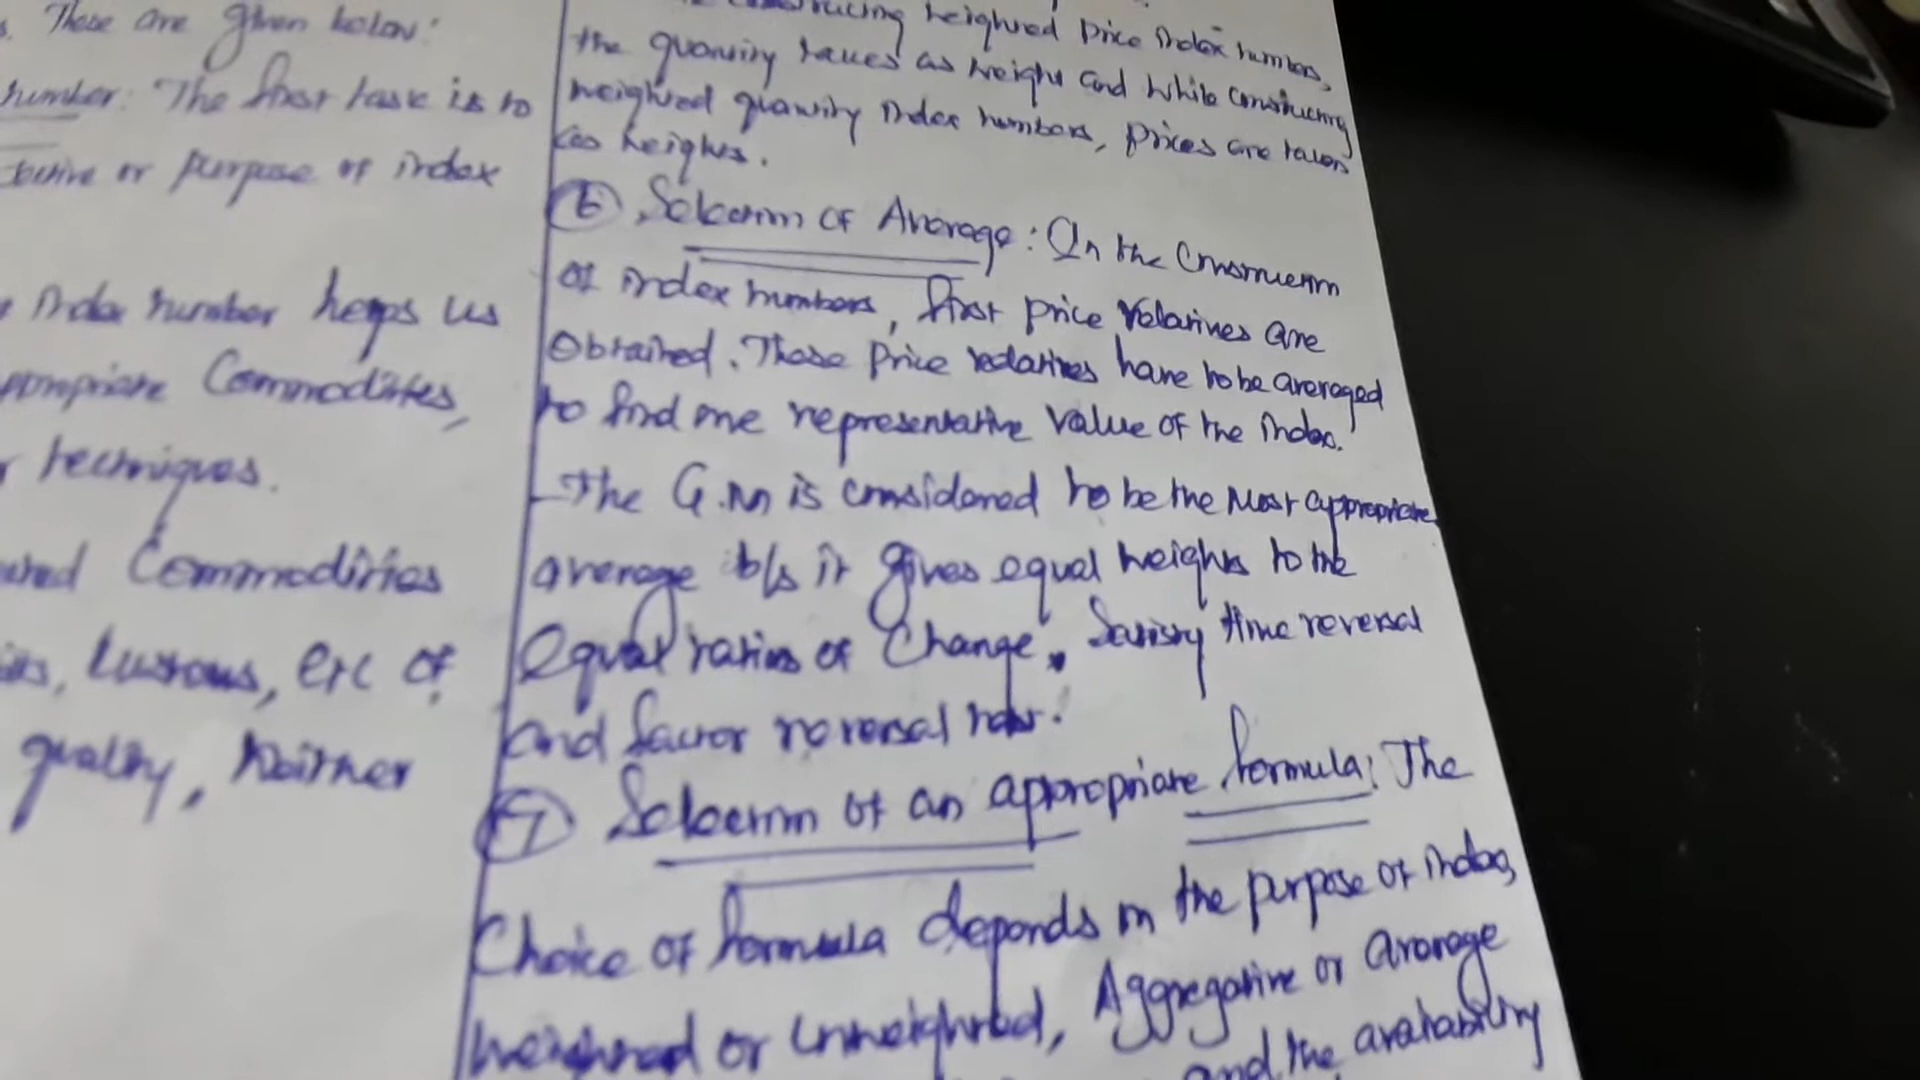 These are given below:
number: The first task is to
or purpose of index
index number helps us
Commodities,
techniques.
Commodities
etc of
quality, Neither
weighted price index numbers,
the quantity taken as weight and while constructing
weighted quantity index numbers, prices are taken
as weights.
6 Selection of Average: In the Construction
of index numbers, first price relatives are
obtained. These price relatives have to be averaged
to find one representative value of the index.
The G.M is considered to be the Most appropriate
average b/s it gives equal weights to the
equal ratios of Change, Satisfy time reversal
and factor reversal test.
7 Selection of an appropriate formula: The
Choice of formula depends on the purpose of index,
weighted or unweighted, Aggregative or average
and the availability